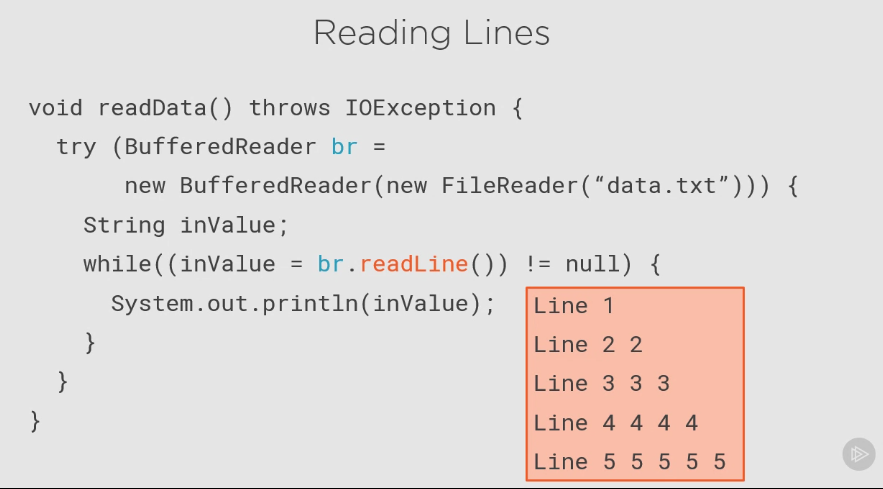 Reading Lines
void readData() throws IOException {
try (BufferedReader br =
new BufferedReader(new FileReader(“data.txt”))) {
String inValue;
while((inValue = br.readLine()) != null) {
System.out.println(inValue);
}
}
}
Line 1
Line 2 2
Line 3 3 3
Line 4 4 4 4
Line 5 5 5 5 5